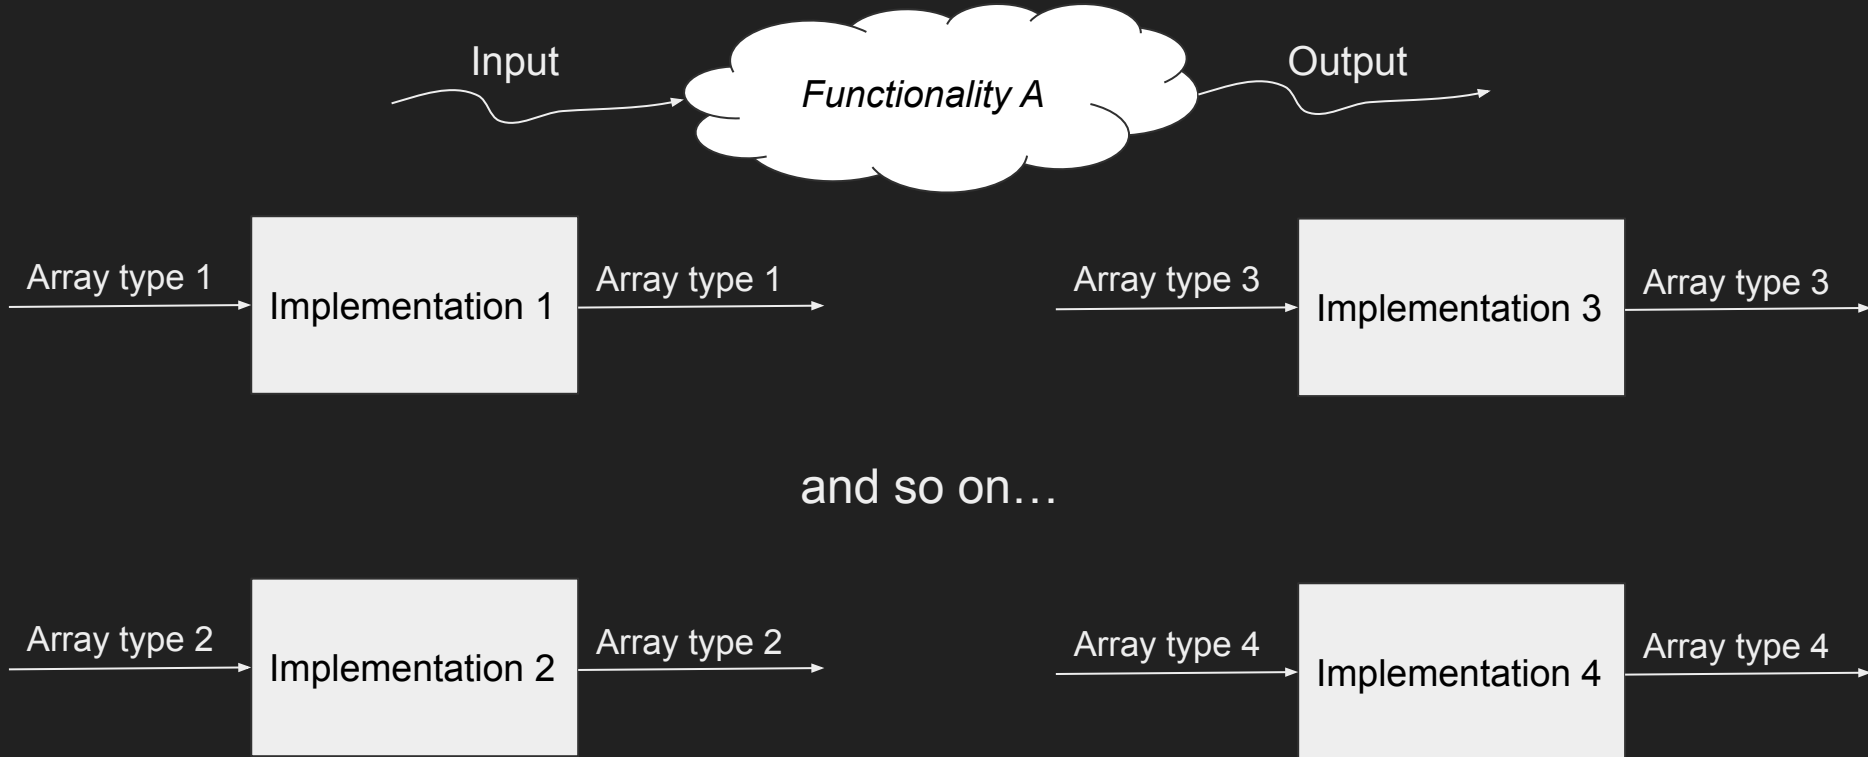 Input
Functionality A
Output
Array type 1
Implementation 1
Array type 1
Array type 3
Implementation 3
Array type 3
and so on…
Array type 2
Implementation 2
Array type 2
Array type 4
Implementation 4
Array type 4